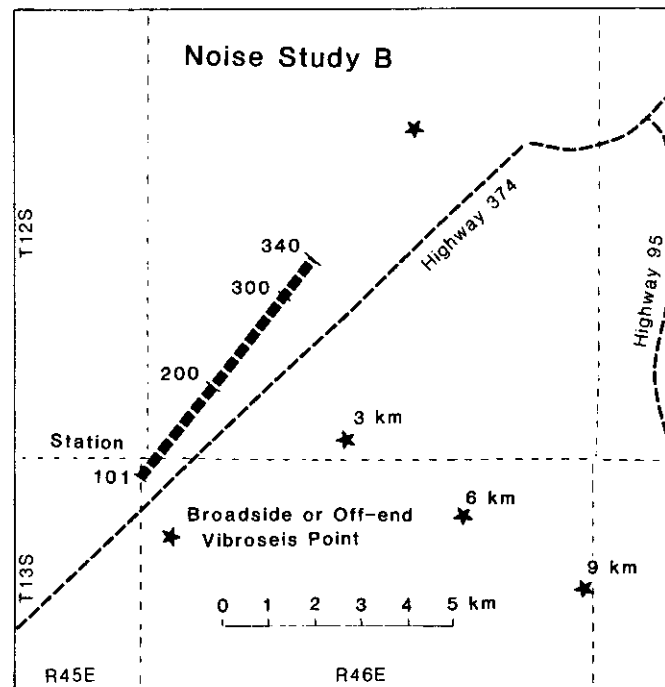 Noise Study B
T12S
Highway 374
Highway 95
340
300
200
Station
101
3 km
6 km
Broadside or Off-end
Vibroseis Point
9 km
T13S
0 1 2 3 4 5 km
R45E
R46E